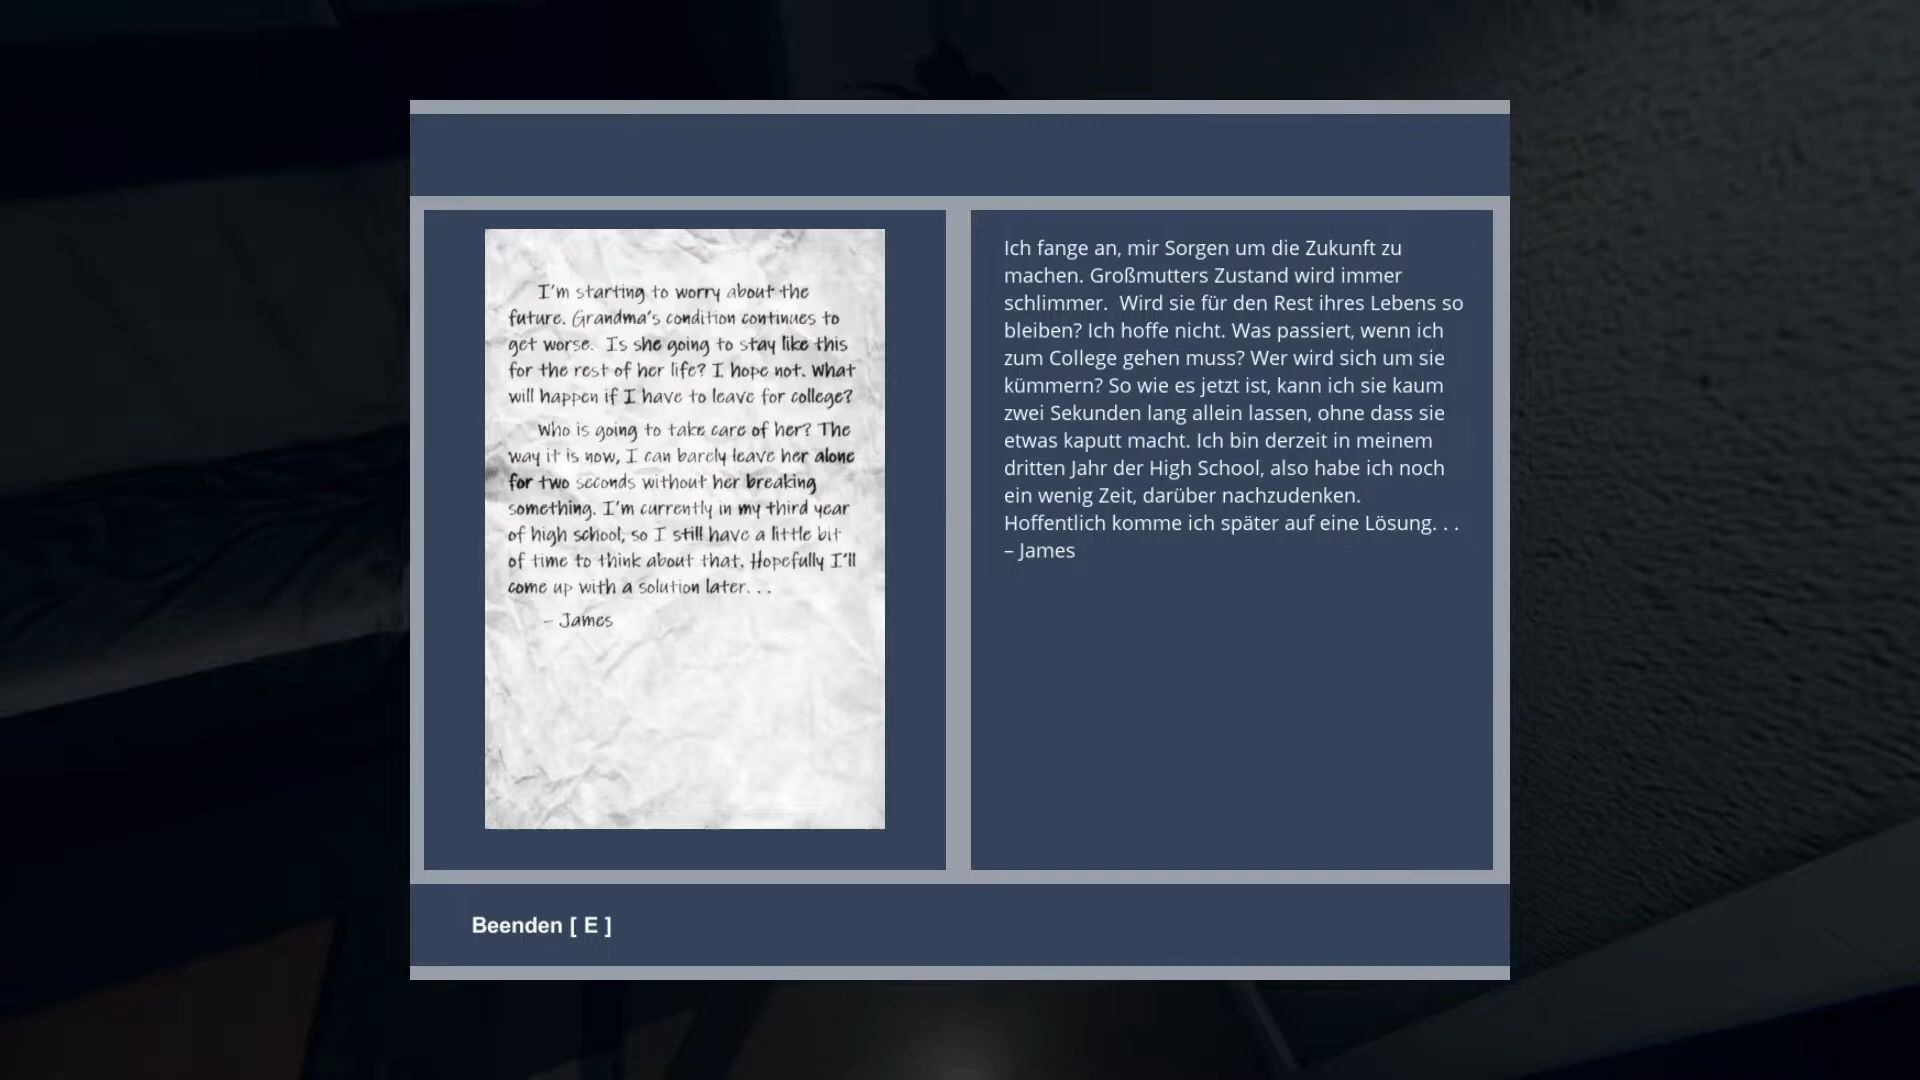 I'm starting to worry about the
future. Grandma's condition continues to
get worse.  Is she going to stay like this
for the rest of her life? I hope not. What
will happen if I have to leave for college?
Who is going to take care of her? The
way it is now, I can barely leave her alone
for two seconds without her breaking
something. I'm currently in my third year
of high school, so I still have a little bit
of time to think about that. Hopefully I'll
come up with a solution later. . .
– James
Ich fange an, mir Sorgen um die Zukunft zu
machen. Großmutters Zustand wird immer
schlimmer.  Wird sie für den Rest ihres Lebens so
bleiben? Ich hoffe nicht. Was passiert, wenn ich
zum College gehen muss? Wer wird sich um sie
kümmern? So wie es jetzt ist, kann ich sie kaum
zwei Sekunden lang allein lassen, ohne dass sie
etwas kaputt macht. Ich bin derzeit in meinem
dritten Jahr der High School, also habe ich noch
ein wenig Zeit, darüber nachzudenken.
Hoffentlich komme ich später auf eine Lösung. . .
– James
Beenden [ E ]